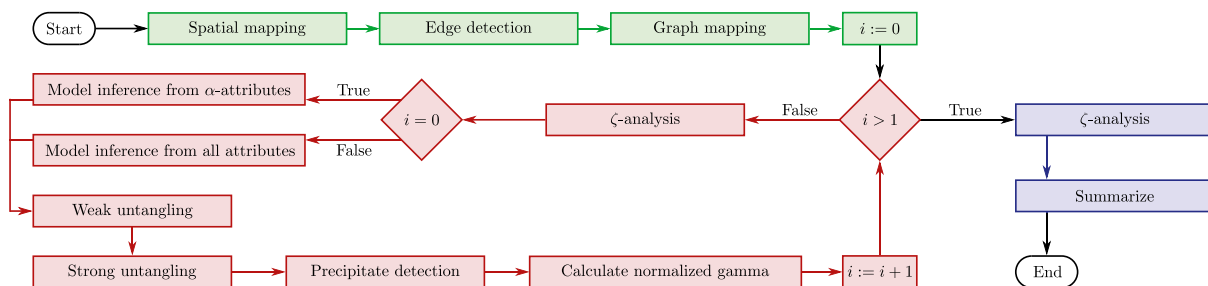 Start
Spatial mapping
Edge detection
Graph mapping
i := 0
Model inference from α-attributes
True
i = 0
ζ-analysis
False
i > 1
True
ζ-analysis
Model inference from all attributes
False
Weak untangling
Summarize
Strong untangling
Precipitate detection
Calculate normalized gamma
i := i + 1
End